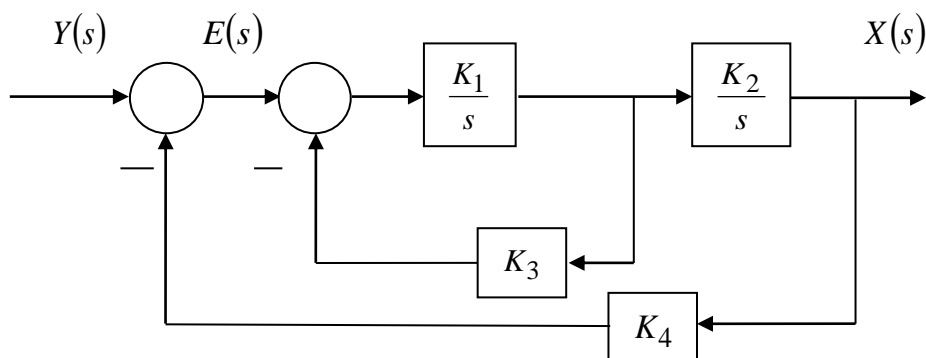 Y(s) E(s) X(s)
K₁/s K₂/s
− −
K₃
K₄